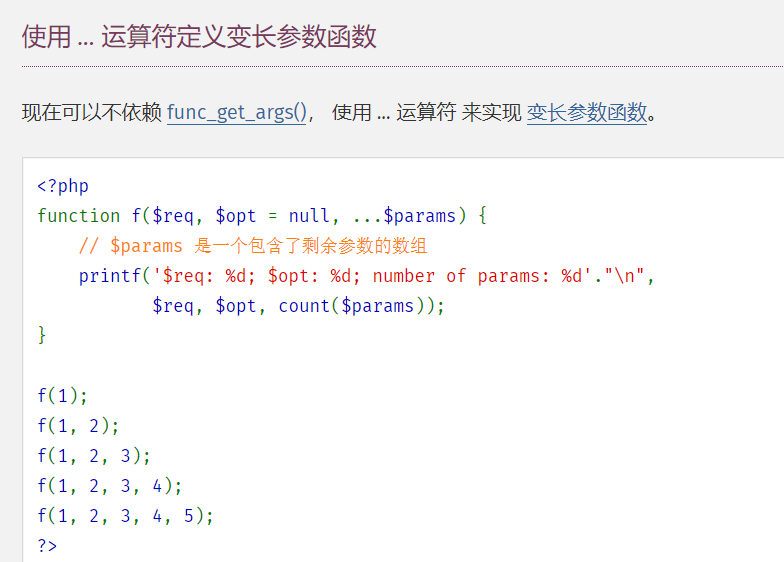 使用 ... 运算符定义变长参数函数
现在可以不依赖 func_get_args()， 使用 ... 运算符 来实现 变长参数函数。
<?php
function f($req, $opt = null, ...$params) {
    // $params 是一个包含了剩余参数的数组
    printf('$req: %d; $opt: %d; number of params: %d'."\n",
           $req, $opt, count($params));
}
f(1);
f(1, 2);
f(1, 2, 3);
f(1, 2, 3, 4);
f(1, 2, 3, 4, 5);
?>